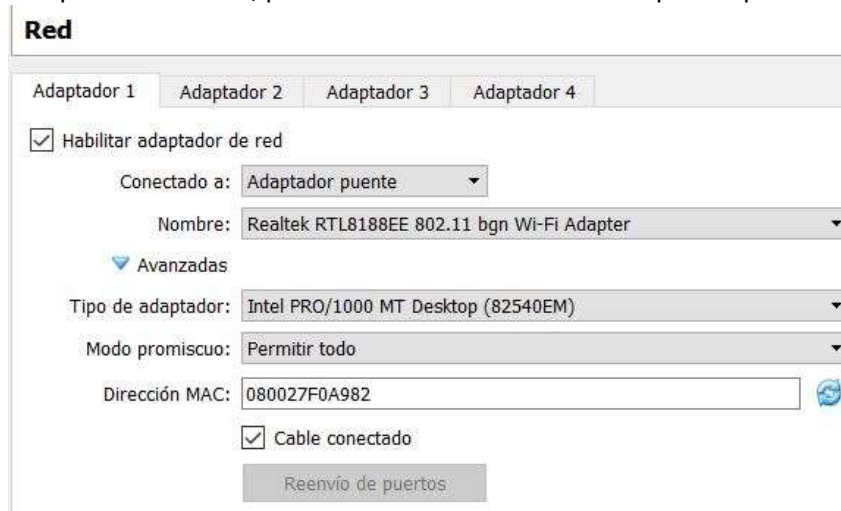 Red
Adaptador 1 Adaptador 2 Adaptador 3 Adaptador 4
Habilitar adaptador de red
Conectado a: Adaptador puente
Nombre: Realtek RTL8188EE 802.11 bgn Wi-Fi Adapter
Avanzadas
Tipo de adaptador: Intel PRO/1000 MT Desktop (82540EM)
Modo promiscuo: Permitir todo
Dirección MAC: 080027F0A982
Cable conectado
Reenvío de puertos